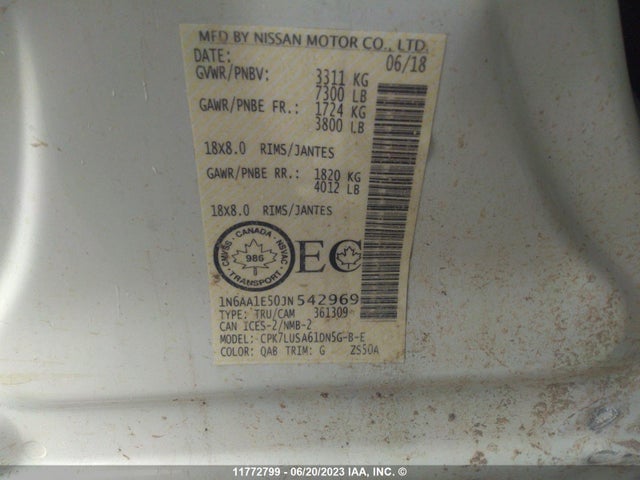 MFD BY NISSAN MOTOR CO., LTD.
DATE: 06/18
GVWR/PNBV: 3311 KG
7300 LB
GAWR/PNBE FR.: 1724 KG
3800 LB
18X8.0 RIMS/JANTES
GAWR/PNBE RR.: 1820 KG
4012 LB
18X8.0 RIMS/JANTES
CMVSS - CANADA - NSVAC
986
TRANSPORT
EC
1N6AA1E50JN542969
TYPE: TRU/CAM 361309
CAN ICES-2/NMB-2
MODEL: CPK7LUSA61DN5G-B-E
COLOR: QAB TRIM: G ZS50A
11772799 - 06/20/2023 IAA, INC. ©